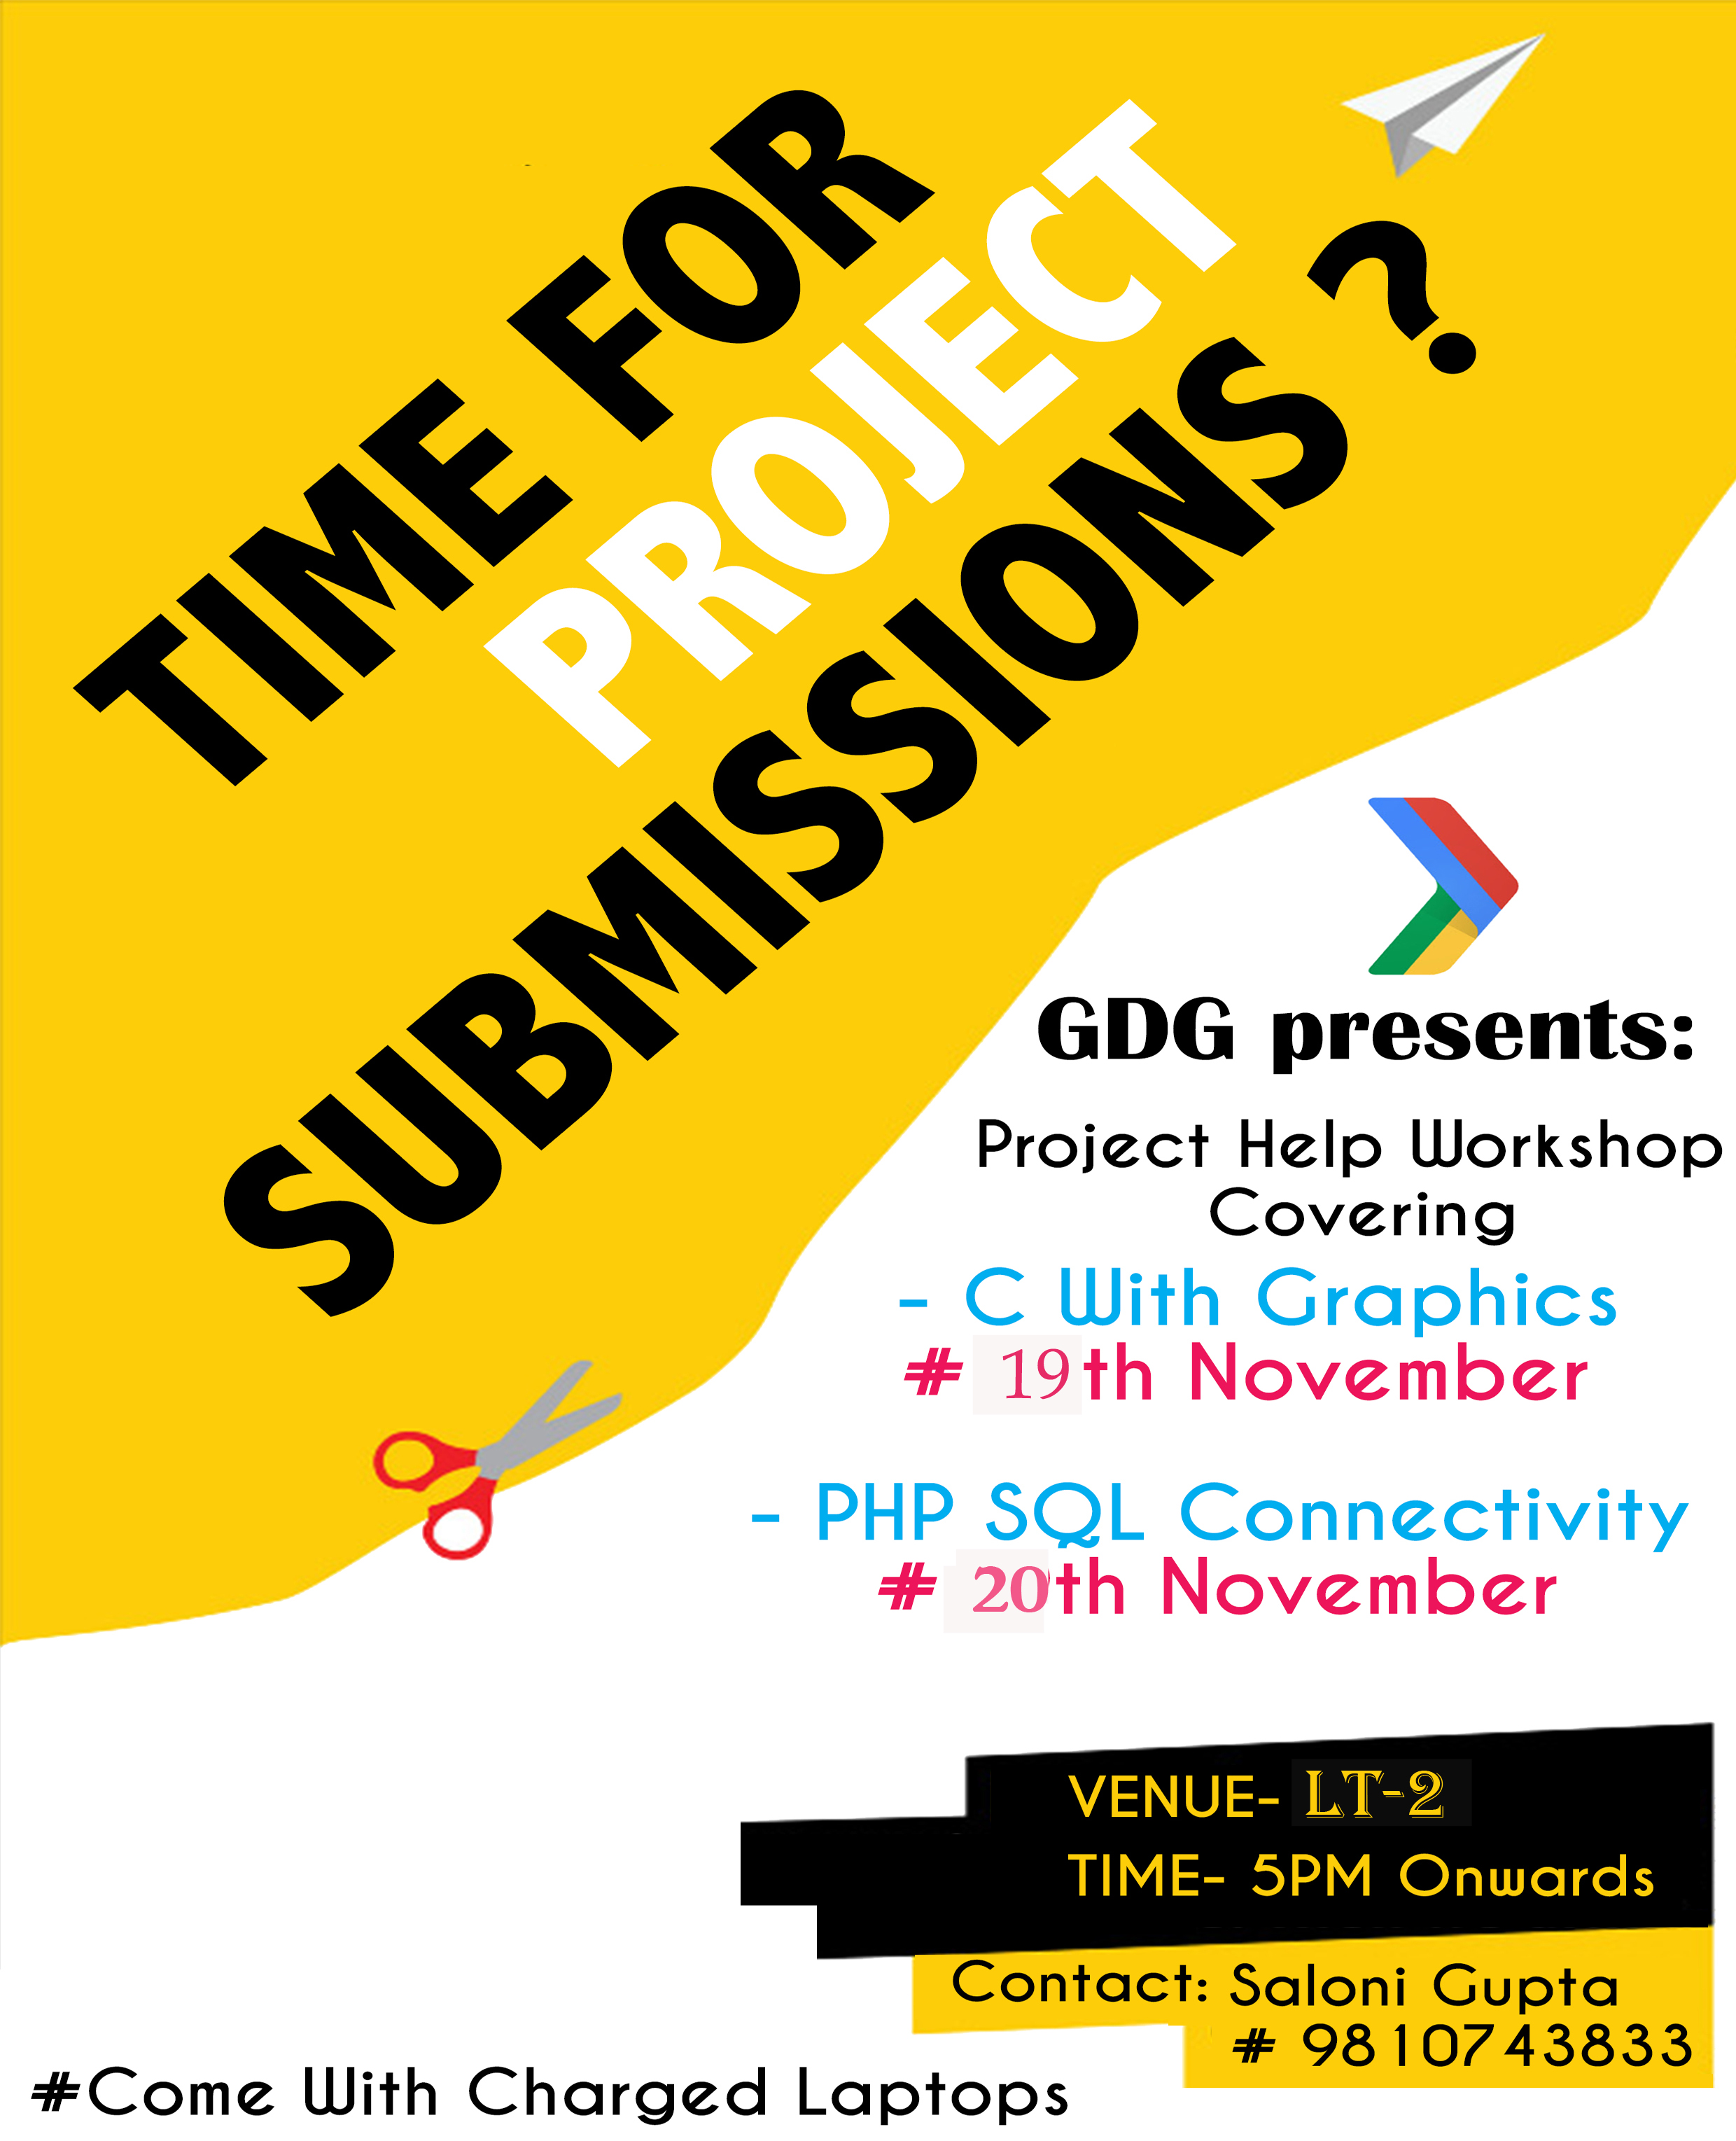 TIME FOR
PROJECT
SUBMISSIONS ?
GDG presents:
Project Help Workshop
Covering
- C With Graphics
# 19th November
- PHP SQL Connectivity
# 20th November
VENUE- LT-2
TIME- 5PM Onwards
Contact: Saloni Gupta
# 9810743833
#Come With Charged Laptops